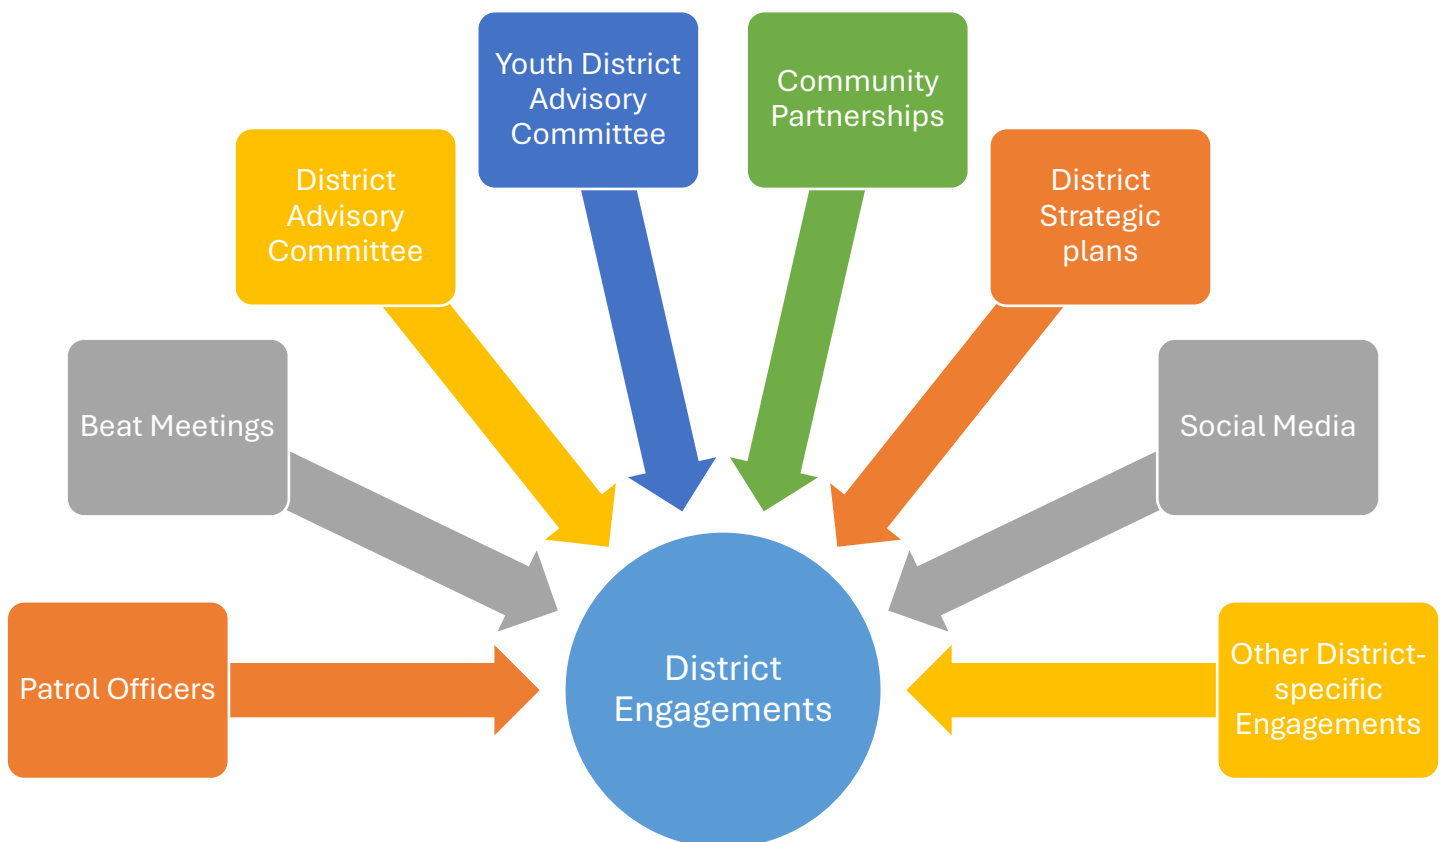 Youth District
Advisory
Committee
Community
Partnerships
District
Advisory
Committee
District
Strategic
plans
Beat Meetings
Social Media
Patrol Officers
District
Engagements
Other District-
specific
Engagements